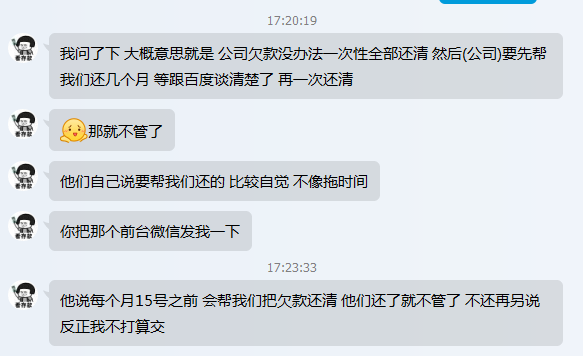 17:20:19
我问了下 大概意思就是 公司欠款没办法一次性全部还清 然后(公司)要先帮
我们还几个月 等跟百度谈清楚了 再一次还清
那就不管了
他们自己说要帮我们还的 比较自觉 不像拖时间
你把那个前台微信发我一下
17:23:33
他说每个月15号之前 会帮我们把欠款还清 他们还了就不管了 不还再另说
反正我不打算交